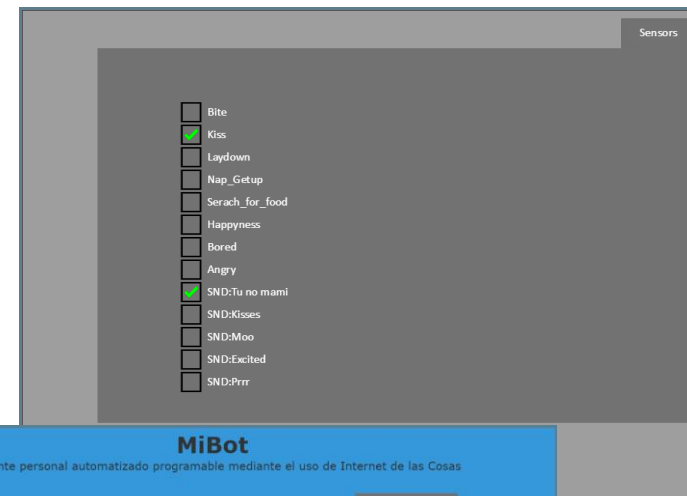 Sensors
Bite
Kiss
Laydown
Nap_Getup
Serach_for_food
Happyness
Bored
Angry
SND:Tu no mami
SND:Kisses
SND:Moo
SND:Excited
SND:Prrr
MiBot
nte personal automatizado programable mediante el uso de Internet de las Cosas